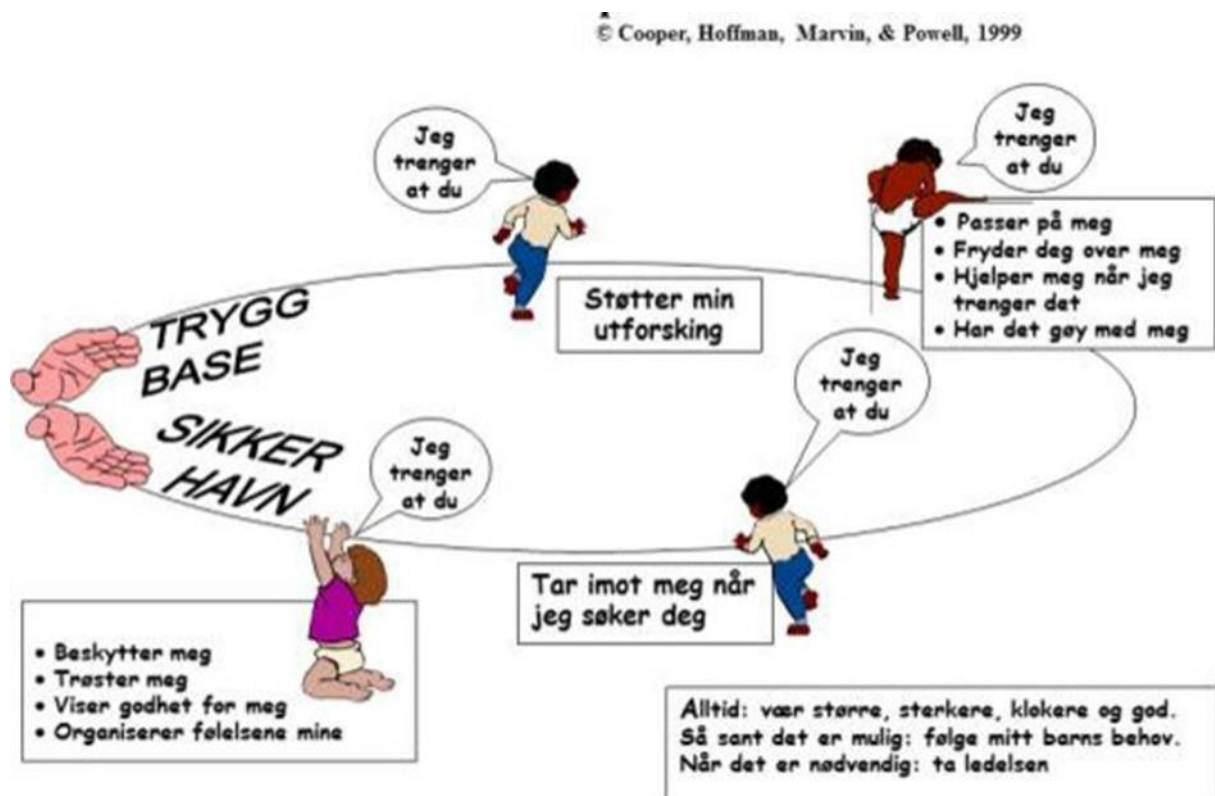 © Cooper, Hoffman, Marvin, & Powell, 1999
Jeg
trenger
at du
Støtter min
utforsking
Jeg
trenger
at du
• Passer på meg
• Fryder deg over meg
• Hjelper meg når jeg
trenger det
• Har det gøy med meg
TRYGG
BASE
SIKKER
HAVN
Jeg
trenger
at du
Tar imot meg når
jeg søker deg
Jeg
trenger
at du
• Beskytter meg
• Trøster meg
• Viser godhet for meg
• Organiserer følelsene mine
Alltid: vær større, sterkere, klokere og god.
Så sant det er mulig: følge mitt barns behov.
Når det er nødvendig: ta ledelsen